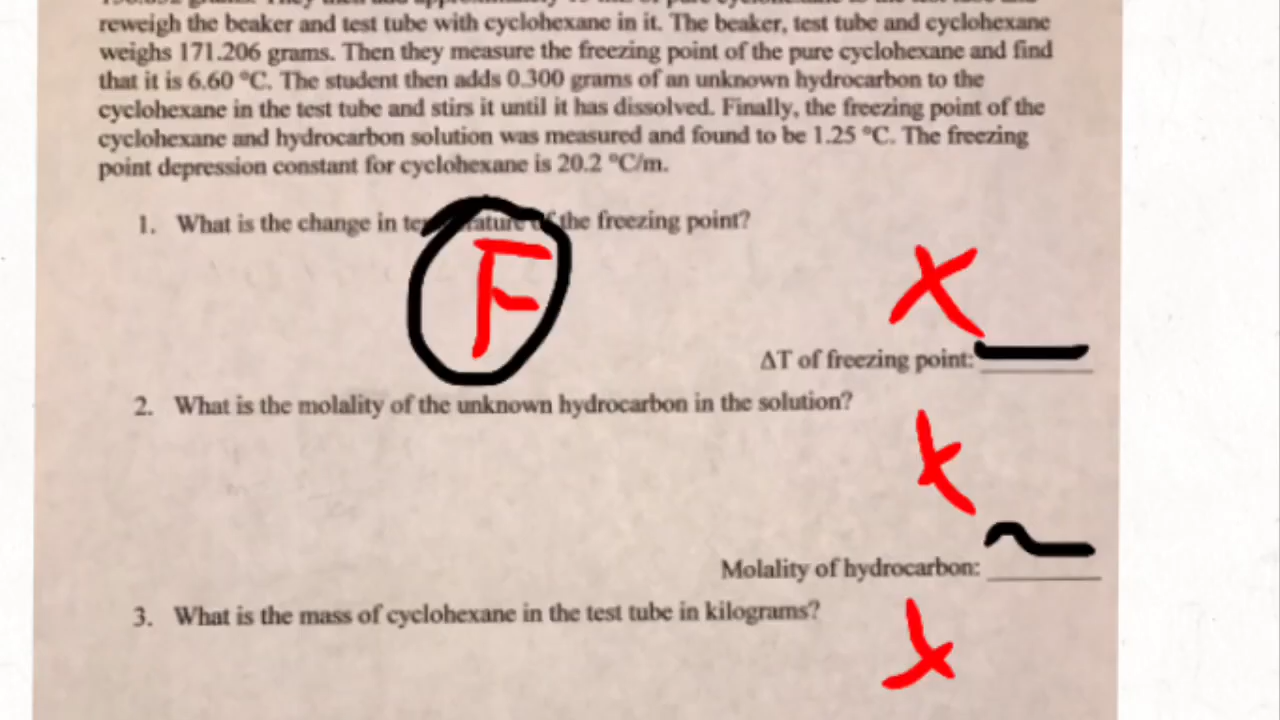 reweigh the beaker and test tube with cyclohexane in it. The beaker, test tube and cyclohexane
weighs 171.206 grams. Then they measure the freezing point of the pure cyclohexane and find
that it is 6.60 °C. The student then adds 0.300 grams of an unknown hydrocarbon to the
cyclohexane in the test tube and stirs it until it has dissolved. Finally, the freezing point of the
cyclohexane and hydrocarbon solution was measured and found to be 1.25 °C. The freezing
point depression constant for cyclohexane is 20.2 °C/m.
1. What is the change in temperature of the freezing point?
F
X
ΔT of freezing point:
2. What is the molality of the unknown hydrocarbon in the solution?
X
Molality of hydrocarbon:
3. What is the mass of cyclohexane in the test tube in kilograms?
X